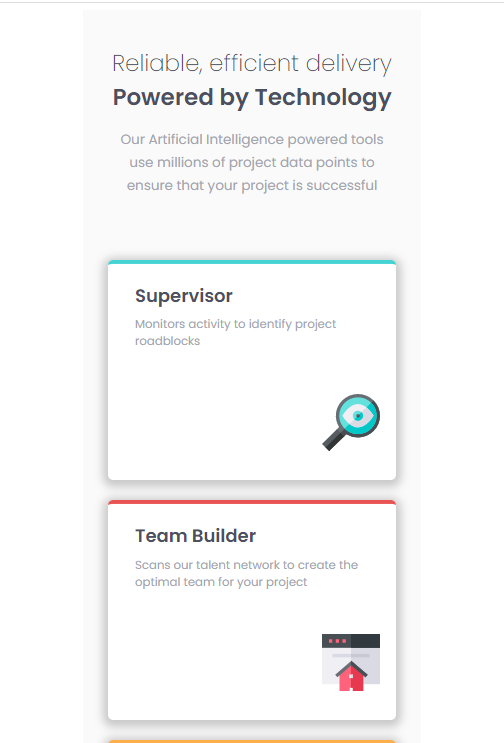 Reliable, efficient delivery
Powered by Technology
Our Artificial Intelligence powered tools
use millions of project data points to
ensure that your project is successful
Supervisor
Monitors activity to identify project
roadblocks
Team Builder
Scans our talent network to create the
optimal team for your project